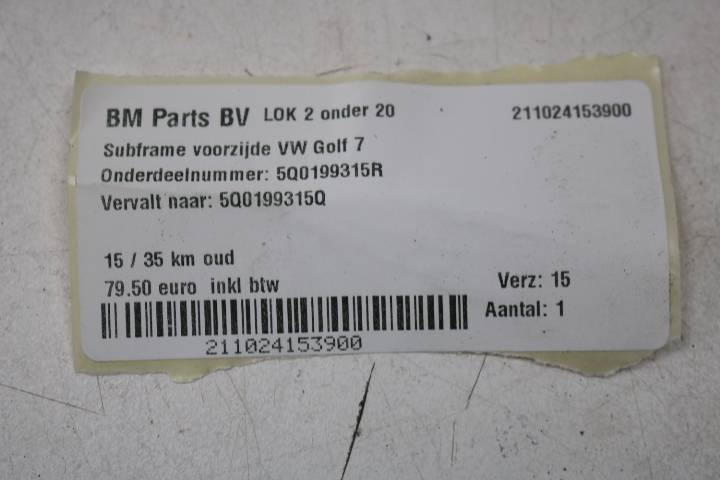 BM Parts BV LOK 2 onder 20 211024153900
Subframe voorzijde VW Golf 7
Onderdeelnummer: 5Q0199315R
Vervalt naar: 5Q0199315Q
15 / 35 km oud
79.50 euro inkl btw Verz: 15
Aantal: 1
211024153900